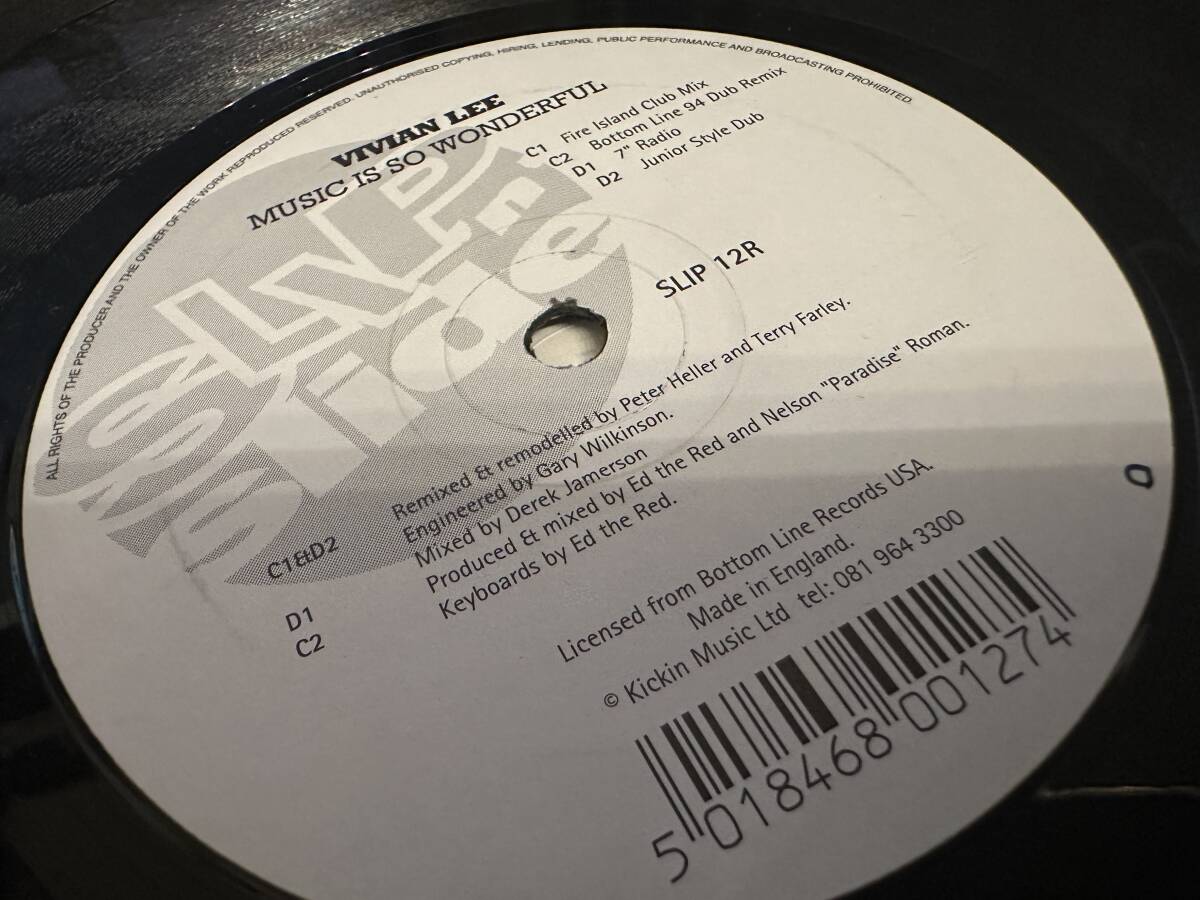 ALL RIGHTS OF THE PRODUCER AND THE OWNER OF THE WORK REPRODUCED RESERVED. UNAUTHORISED COPYING, HIRING, LENDING, PUBLIC PERFORMANCE AND BROADCASTING PROHIBITED.
VIVIAN LEE
MUSIC IS SO WONDERFUL
C1 Fire Island Club Mix
C2 Bottom Line 94 Dub Remix
D1 7" Radio
D2 Junior Style Dub
Slip
'n'
Slide
SLIP 12R
C1&D2 Remixed & remodelled by Peter Heller and Terry Farley.
Engineered by Gary Wilkinson.
D1 Mixed by Derek Jamerson
C2 Produced & mixed by Ed the Red and Nelson "Paradise" Roman.
Keyboards by Ed the Red.
Licensed from Bottom Line Records USA.
Made in England.
© Kickin Music Ltd tel: 081 964 3300
5 018468 001274